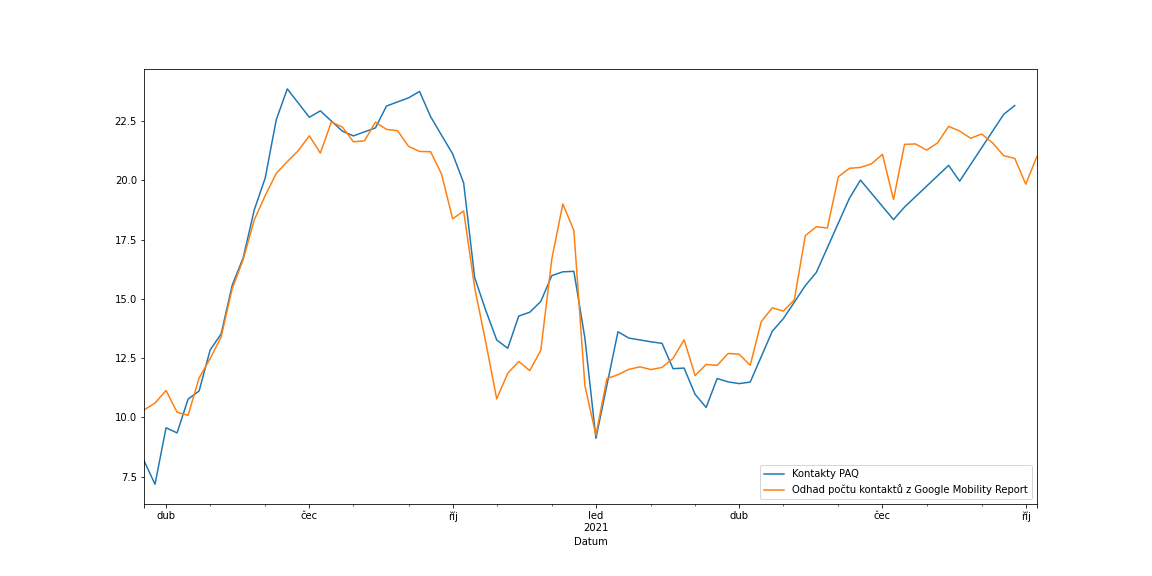 22.5
20.0
17.5
15.0
12.5
10.0
7.5
dub
čec
říj
led
2021
dub
čec
říj
Datum
Kontakty PAQ
Odhad počtu kontaktů z Google Mobility Report